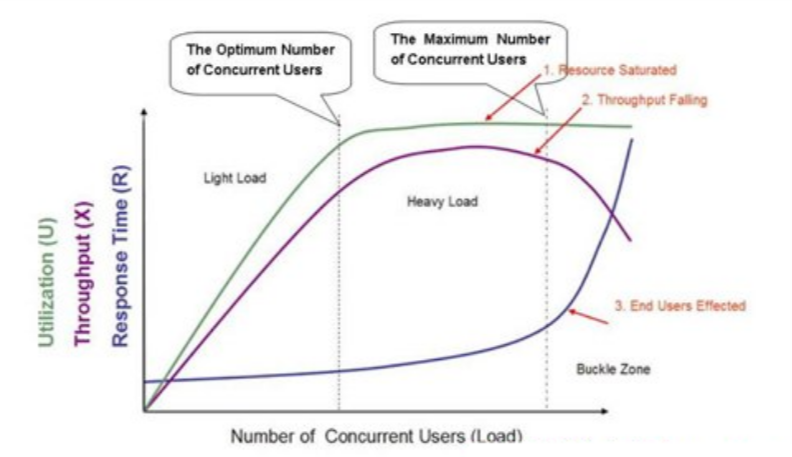 The Optimum Number
of Concurrent Users
The Maximum Number
of Concurrent Users
1. Resource Saturated
2. Throughput Falling
Light Load
Heavy Load
Utilization (U)
Throughput (X)
Response Time (R)
3. End Users Effected
Buckle Zone
Number of Concurrent Users (Load)